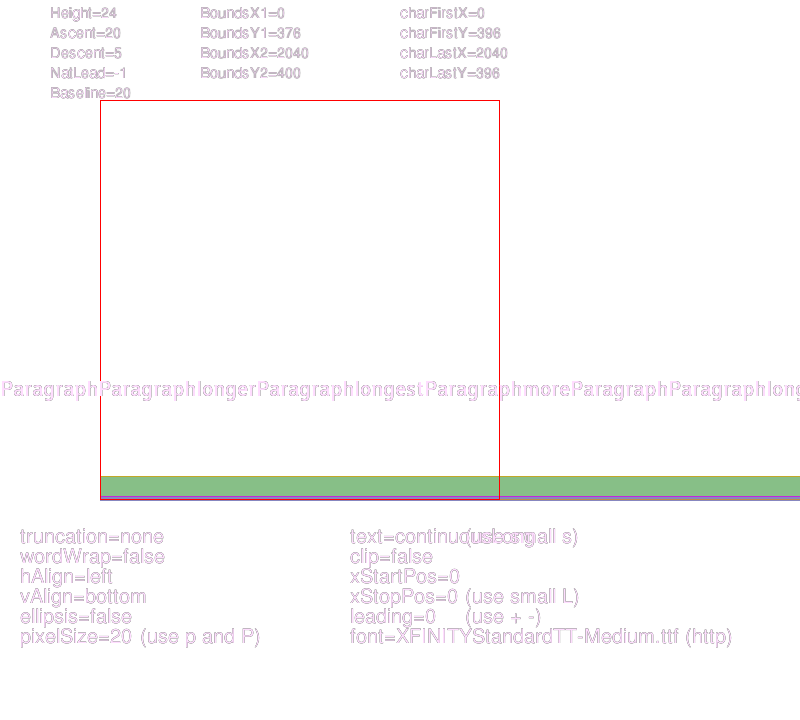 Height=24 BoundsX1=0 charFirstX=0
Ascent=20 BoundsY1=376 charFirstY=396
Descent=5 BoundsX2=2040 charLastX=2040
NatLead=-1 BoundsY2=400 charLastY=396
Baseline=20
ParagraphParagraphlongerParagraphlongestParagraphmoreParagraphParagraphlong
truncation=none text=continuouslong (use small s)
wordWrap=false clip=false
hAlign=left xStartPos=0
vAlign=bottom xStopPos=0 (use small L)
ellipsis=false leading=0 (use + -)
pixelSize=20 (use p and P) font=XFINITYStandardTT-Medium.ttf (http)